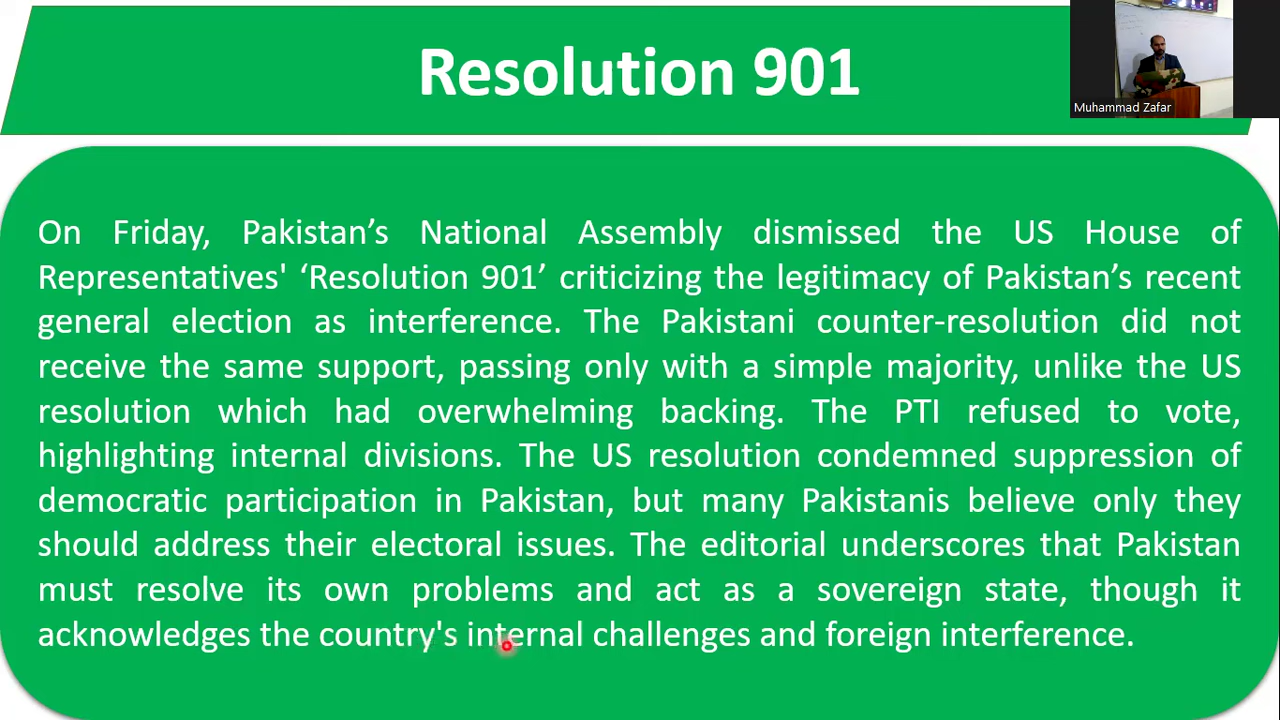 Resolution 901
Muhammad Zafar
On Friday, Pakistan’s National Assembly dismissed the US House of
Representatives' ‘Resolution 901’ criticizing the legitimacy of Pakistan’s recent
general election as interference. The Pakistani counter-resolution did not
receive the same support, passing only with a simple majority, unlike the US
resolution which had overwhelming backing. The PTI refused to vote,
highlighting internal divisions. The US resolution condemned suppression of
democratic participation in Pakistan, but many Pakistanis believe only they
should address their electoral issues. The editorial underscores that Pakistan
must resolve its own problems and act as a sovereign state, though it
acknowledges the country's internal challenges and foreign interference.